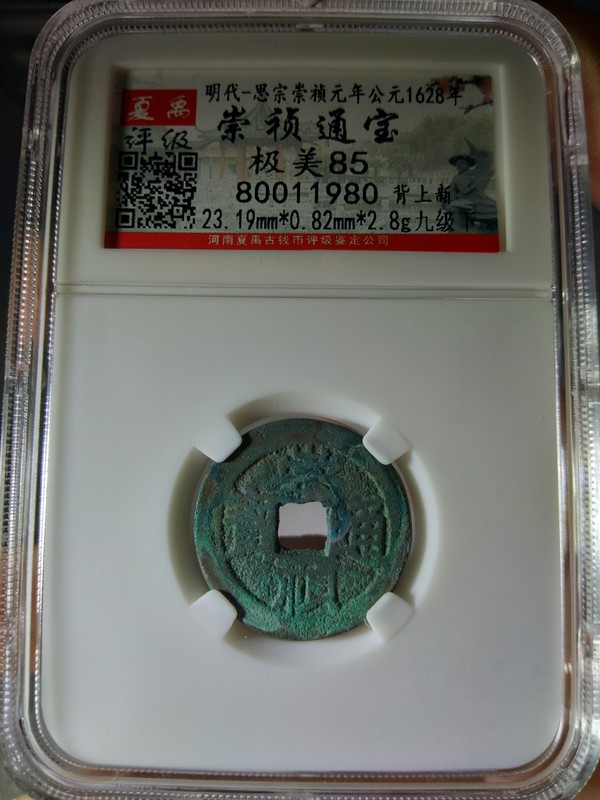 夏禹
评级
明代-思宗崇祯元年公元1628年
崇祯通宝
极美85
80011980 背上新
23.19mm*0.82mm*2.8g九级下
河南夏禹古钱币评级鉴定公司
崇祯通